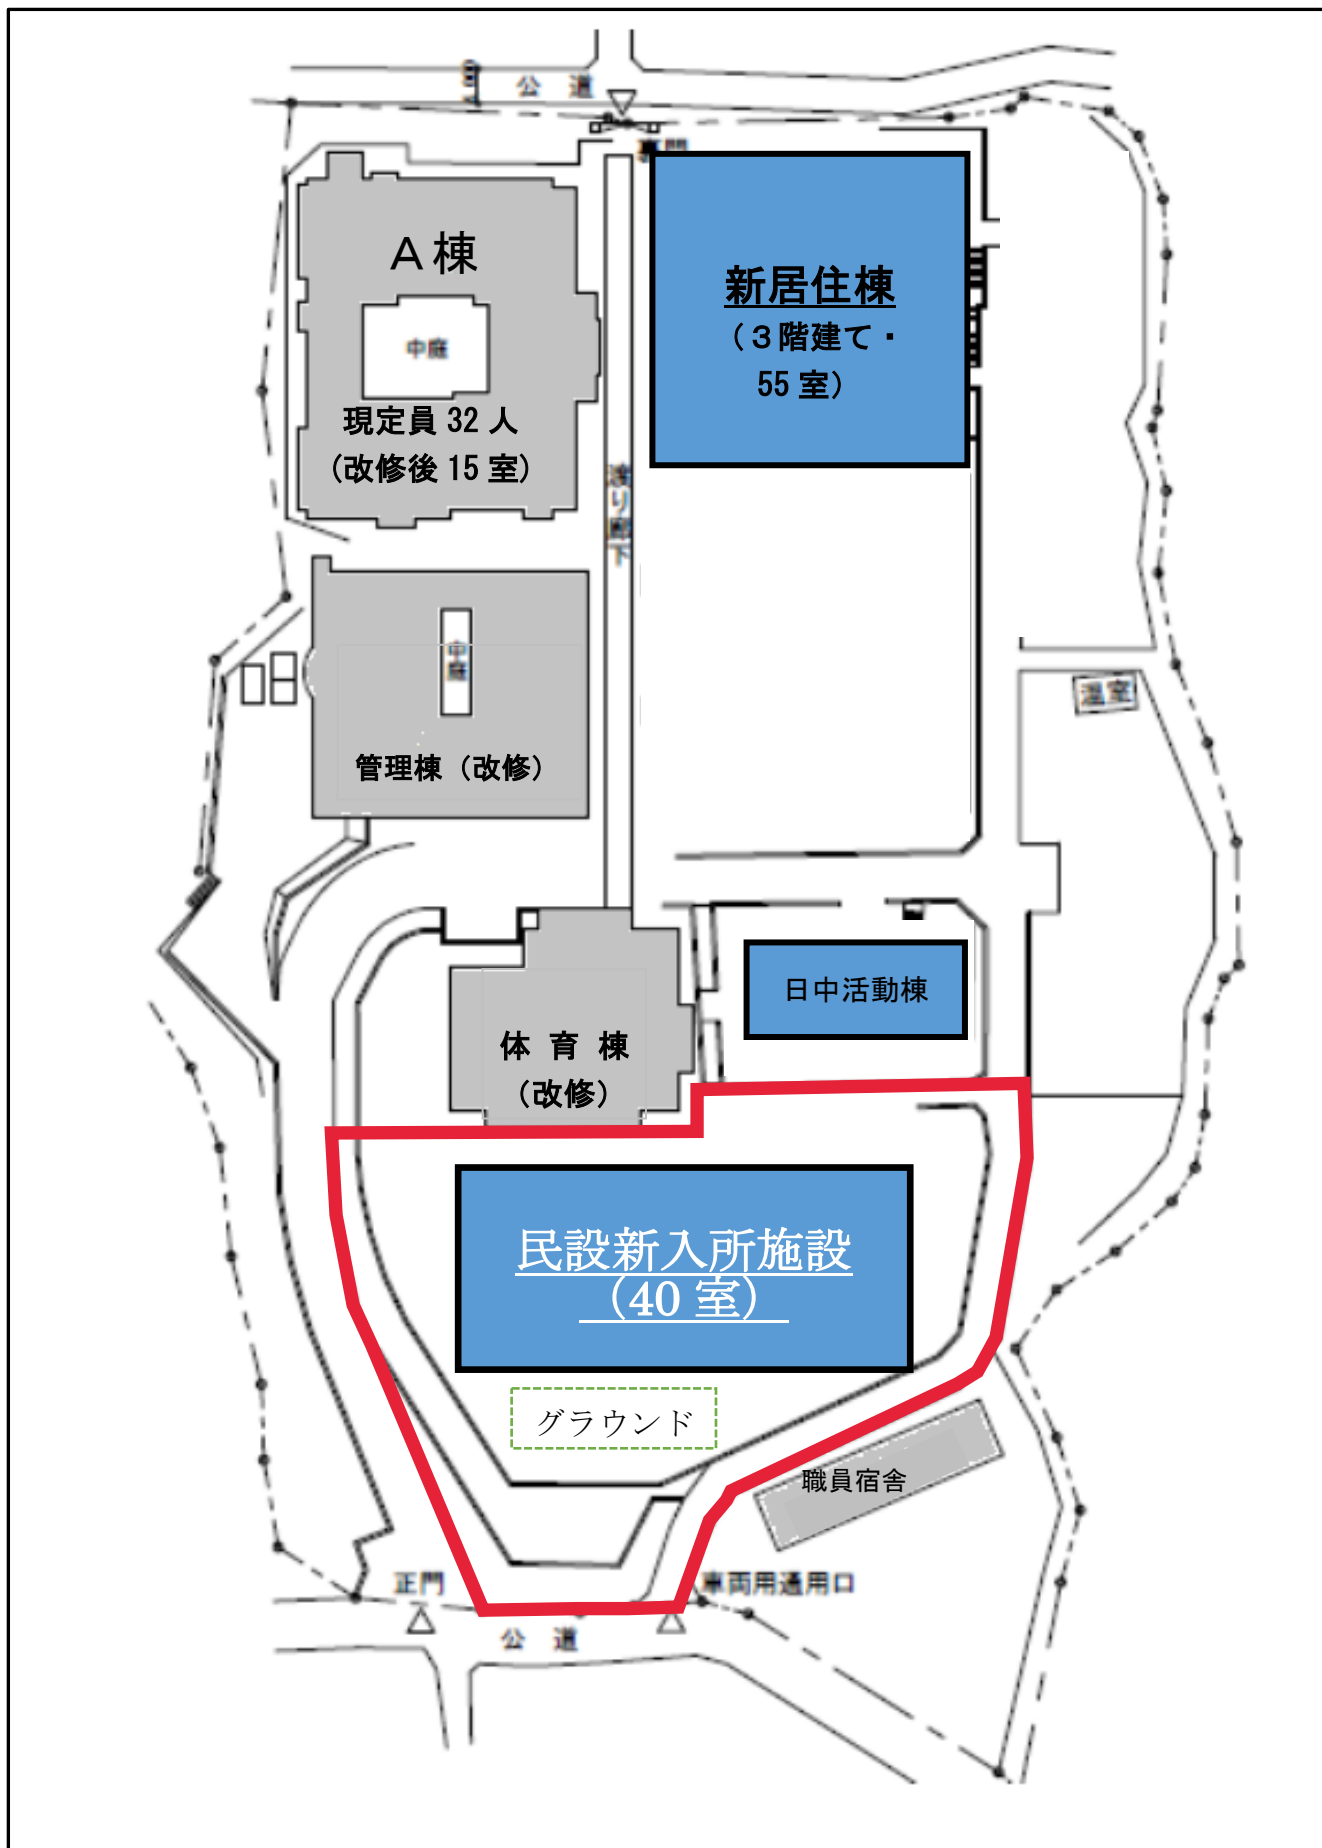 公道
裏門
A棟
中庭
現定員 32 人
(改修後 15 室)
新居住棟
（３階建て・
55 室）
渡り廊下
中庭
管理棟（改修）
温室
日中活動棟
体 育 棟
（改修）
民設新入所施設
（40 室）
グラウンド
職員宿舎
正門
車両用通用口
公道